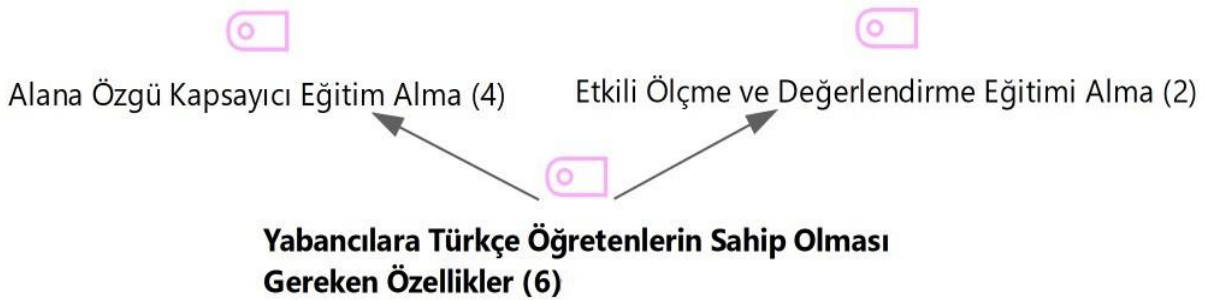 Alana Özgü Kapsayıcı Eğitim Alma (4)
Etkili Ölçme ve Değerlendirme Eğitimi Alma (2)
Yabancılara Türkçe Öğretenlerin Sahip Olması
Gereken Özellikler (6)